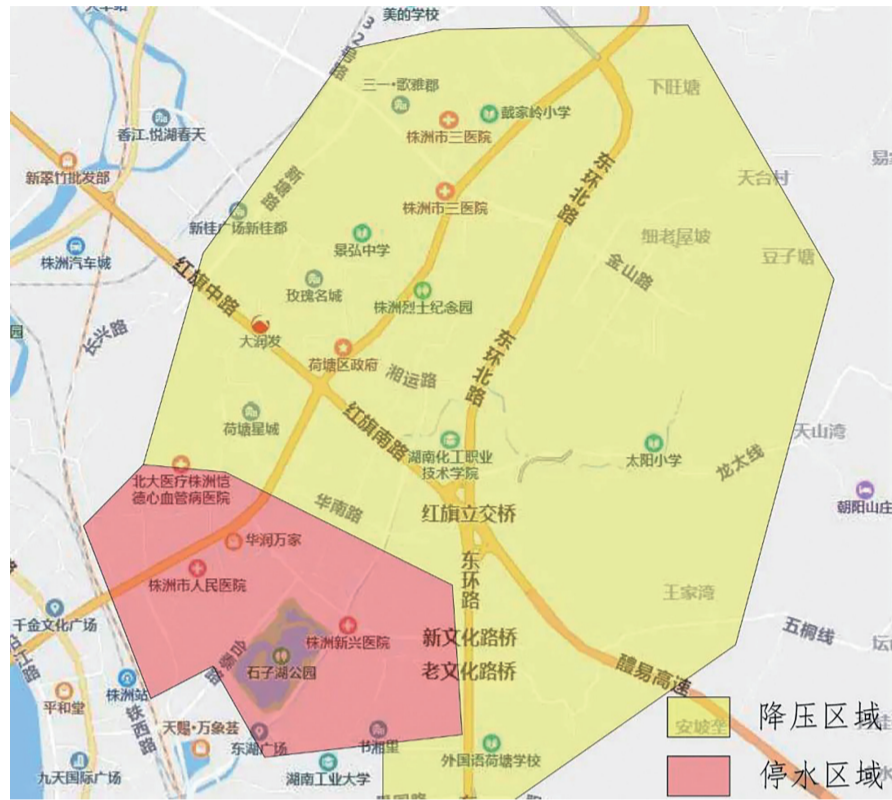 美的学校
32号路
三一·歌雅郡
下旺塘
戴家岭小学
株洲市三医院
香江.悦湖春天
新翠竹批发部
新塘路
东环北路
天台村
株洲市三医院
新桂广场新桂都
景弘中学
细老屋坡
豆子塘
株洲汽车城
红旗中路
金山路
玫瑰名城
株洲烈士纪念园
长兴路
大润发
荷塘区政府
湘运路
东环北路
荷塘星城
红旗南路
湖南化工职业
技术学院
太阳小学
天山湾
龙太线
北大医疗株洲恺
德心血管病医院
朝阳山庄
华南路
红旗立交桥
华润万家
株洲市人民医院
东环路
王家湾
千金文化广场
五桐线
株洲新兴医院
新文化路桥
合泰路
石子湖公园
老文化路桥
株洲站
醴易高速
平和堂
铁西路
天赐·万象荟
东湖广场
书湘里
安坡垄
降压区域
外国语荷塘学校
九天国际广场
湖南工业大学
停水区域